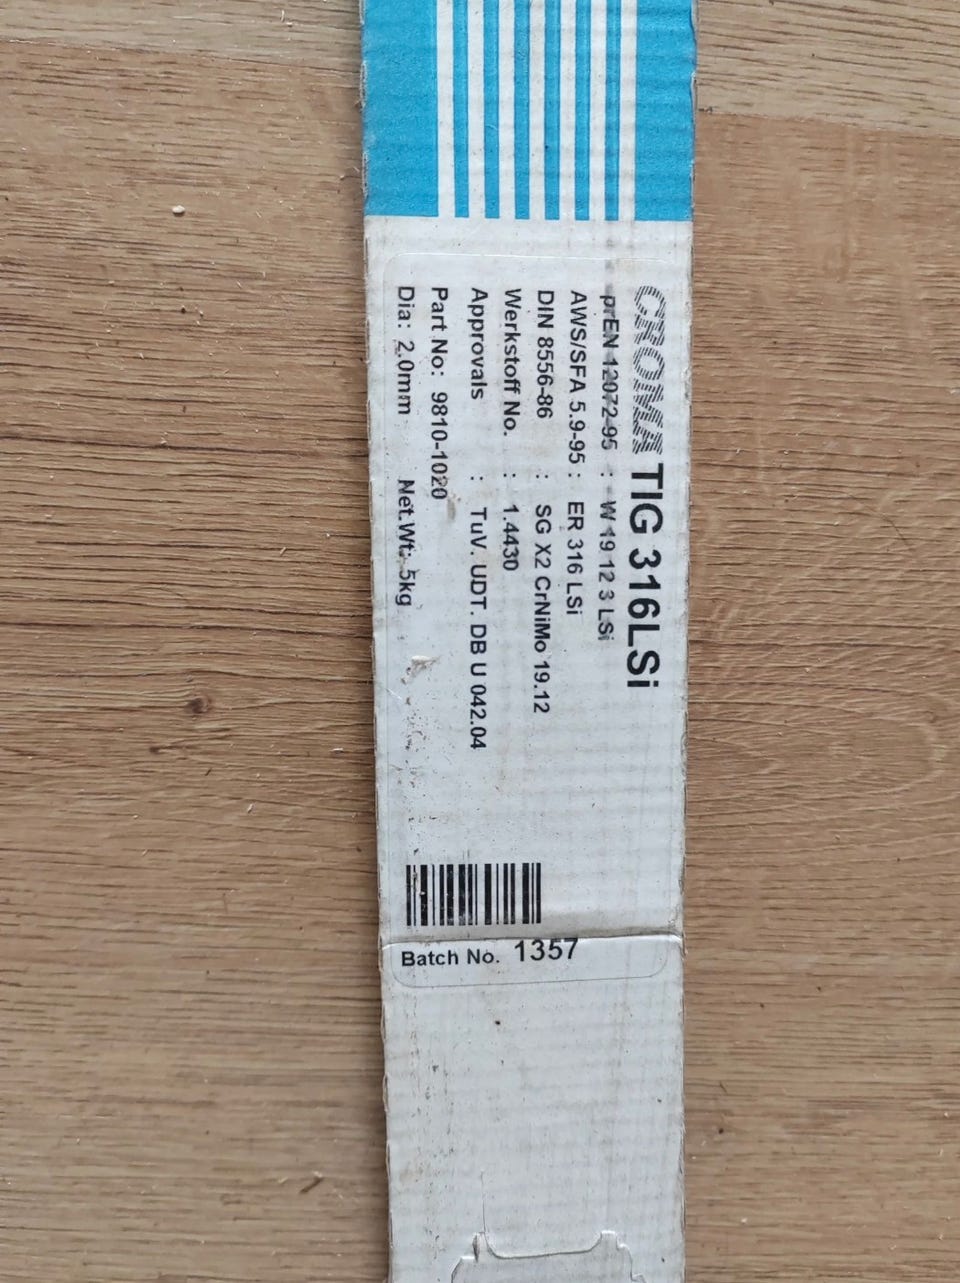 CROMA TIG 316LSi
prEN 12072-95 : W 19 12 3 LSi
AWS/SFA 5.9-95 : ER 316 LSi
DIN 8556-86 : SG X2 CrNiMo 19.12
Werkstoff No. : 1.4430
Approvals : TuV. UDT. DB U 042.04
Part No: 9810-1020
Dia: 2.0mm Net.Wt: 5kg
Batch No. 1357